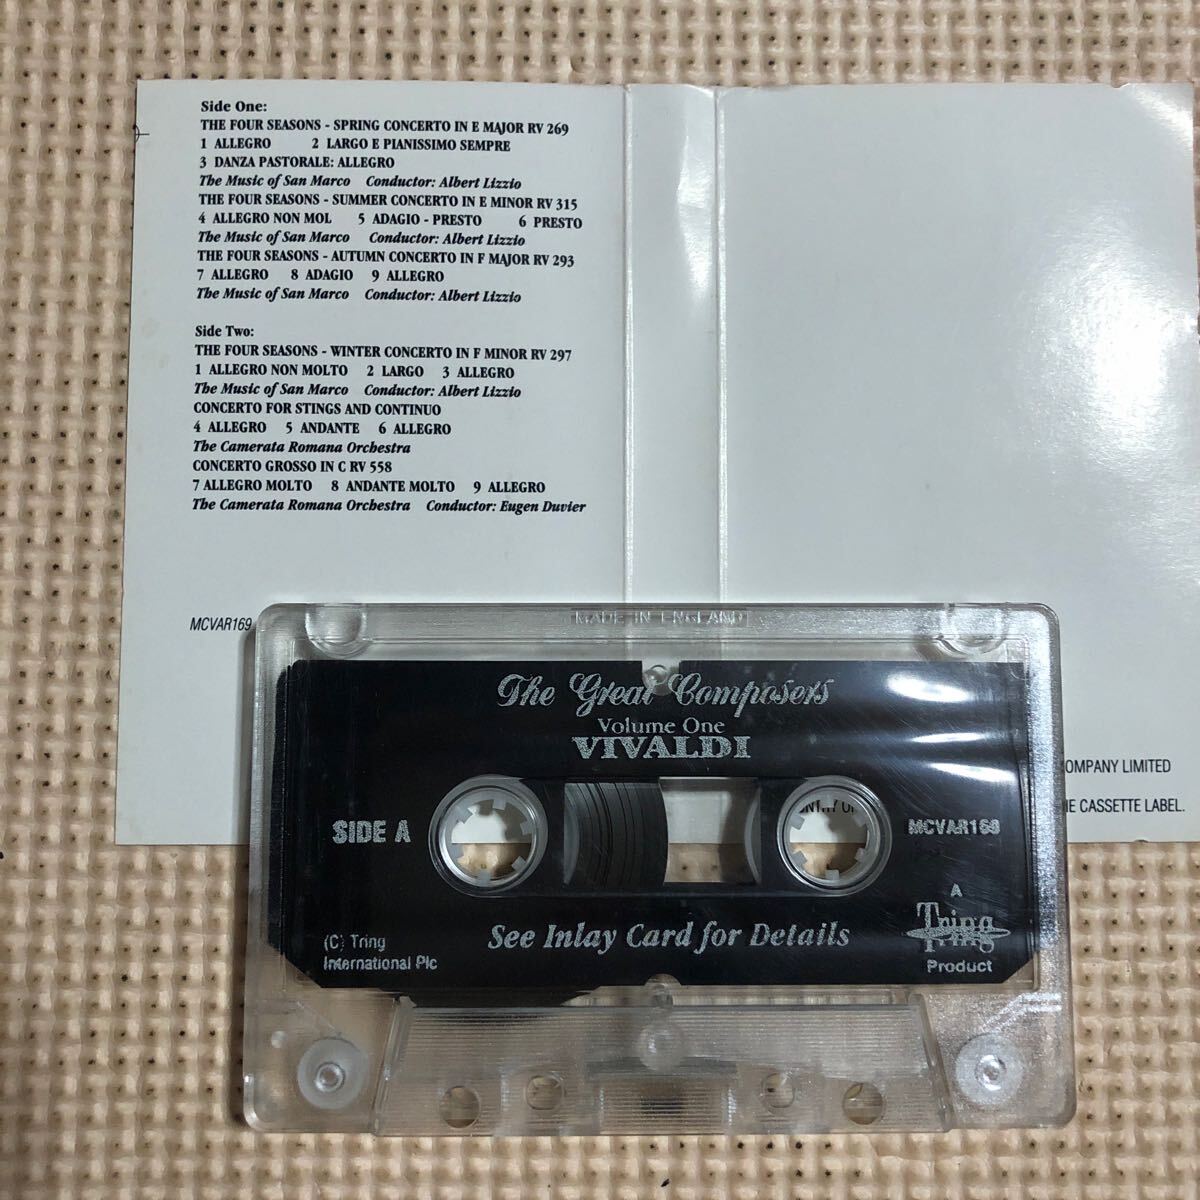 Side One:
THE FOUR SEASONS - SPRING CONCERTO IN E MAJOR RV 269
1 ALLEGRO 2 LARGO E PIANISSIMO SEMPRE
3 DANZA PASTORALE: ALLEGRO
The Music of San Marco Conductor: Albert Lizzio
THE FOUR SEASONS - SUMMER CONCERTO IN E MINOR RV 315
4 ALLEGRO NON MOL 5 ADAGIO - PRESTO 6 PRESTO
The Music of San Marco Conductor: Albert Lizzio
THE FOUR SEASONS - AUTUMN CONCERTO IN F MAJOR RV 293
7 ALLEGRO 8 ADAGIO 9 ALLEGRO
The Music of San Marco Conductor: Albert Lizzio
Side Two:
THE FOUR SEASONS - WINTER CONCERTO IN F MINOR RV 297
1 ALLEGRO NON MOLTO 2 LARGO 3 ALLEGRO
The Music of San Marco Conductor: Albert Lizzio
CONCERTO FOR STINGS AND CONTINUO
4 ALLEGRO 5 ANDANTE 6 ALLEGRO
The Camerata Romana Orchestra
CONCERTO GROSSO IN C RV 558
7 ALLEGRO MOLTO 8 ANDANTE MOLTO 9 ALLEGRO
The Camerata Romana Orchestra Conductor: Eugen Duvier
MCVAR169
MADE IN ENGLAND
The Great Composers
Volume One
VIVALDI
COMPANY LIMITED
CASSETTE LABEL.
SIDE A
MCVAR168
See Inlay Card for Details
(C) Tring
International Plc
A
Tring
Product